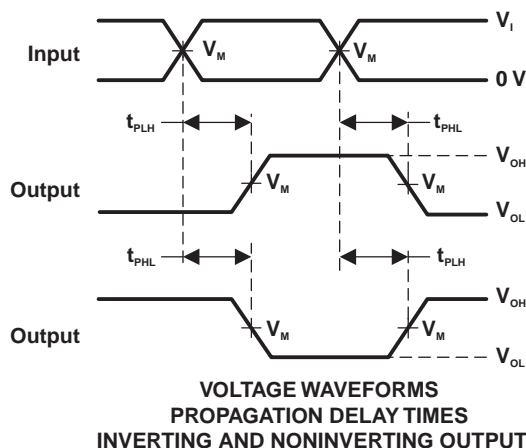 V_I
Input
V_M
V_M
0 V
t_PLH
t_PHL
V_OH
Output
V_M
V_M
V_OL
t_PHL
t_PLH
V_OH
Output
V_M
V_M
V_OL
VOLTAGE WAVEFORMS
PROPAGATION DELAY TIMES
INVERTING AND NONINVERTING OUTPUT